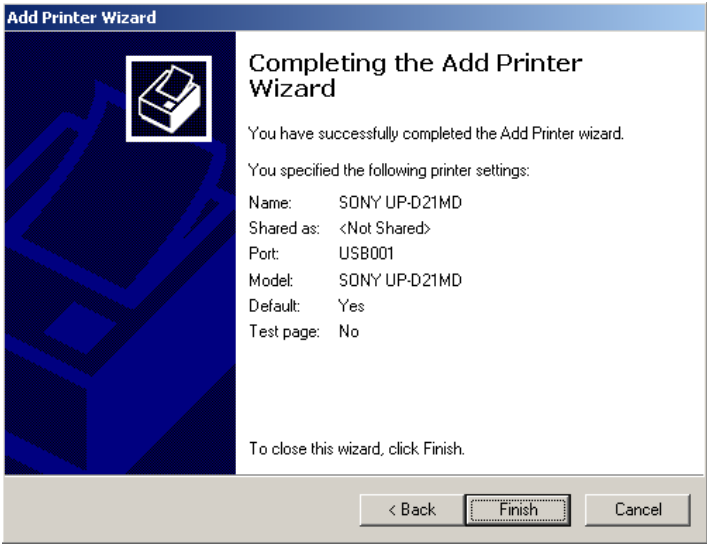 Add Printer Wizard
Completing the Add Printer
Wizard
You have successfully completed the Add Printer wizard.
You specified the following printer settings:
Name: SONY UP-D21MD
Shared as: <Not Shared>
Port: USB001
Model: SONY UP-D21MD
Default: Yes
Test page: No
To close this wizard, click Finish.
< Back Finish Cancel